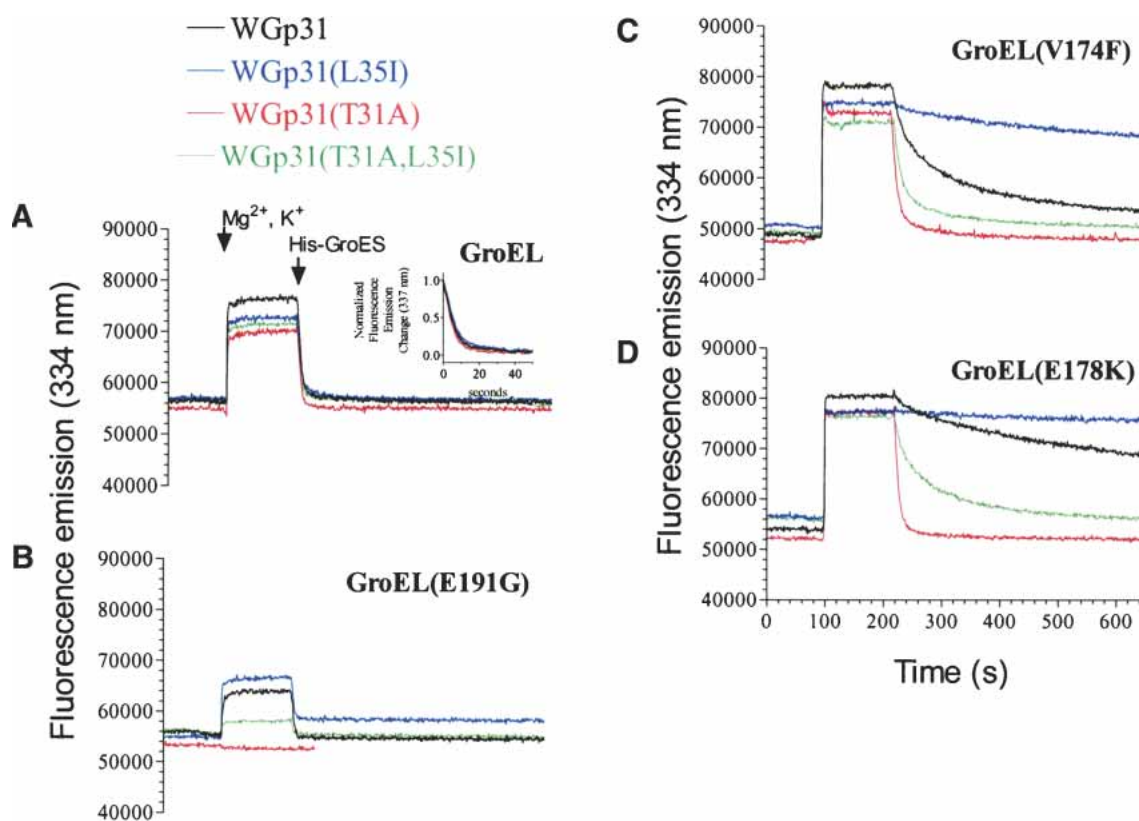 WGp31
WGp31(L35I)
WGp31(T31A)
WGp31(T31A,L35I)
A
Mg2+, K+
His-GroES
GroEL
90000
80000
70000
60000
50000
40000
Normalized
Fluorescence
Emission
Change (337 nm)
1.0
0.5
0.0
0 20 40
seconds
B
GroEL(E191G)
90000
80000
70000
60000
50000
40000
Fluorescence emission (334 nm)
C
GroEL(V174F)
90000
80000
70000
60000
50000
40000
D
GroEL(E178K)
90000
80000
70000
60000
50000
40000
Fluorescence emission (334 nm)
0 100 200 300 400 500 600
Time (s)